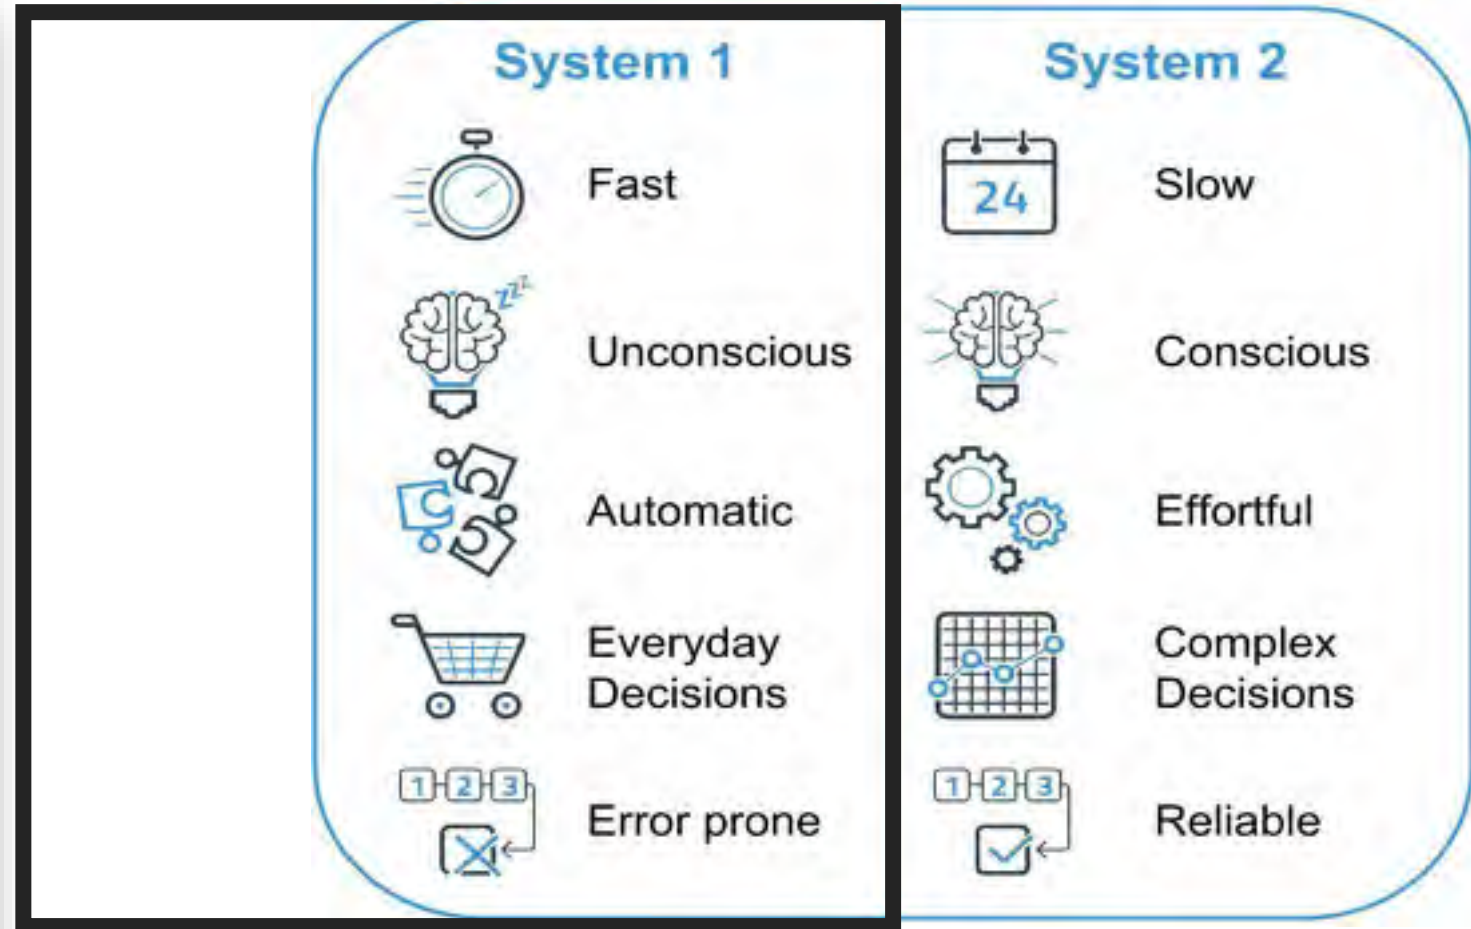 System 1
Fast
zzz
Unconscious
Automatic
Everyday
Decisions
1 2 3
Error prone
System 2
24
Slow
Conscious
Effortful
Complex
Decisions
1 2 3
Reliable